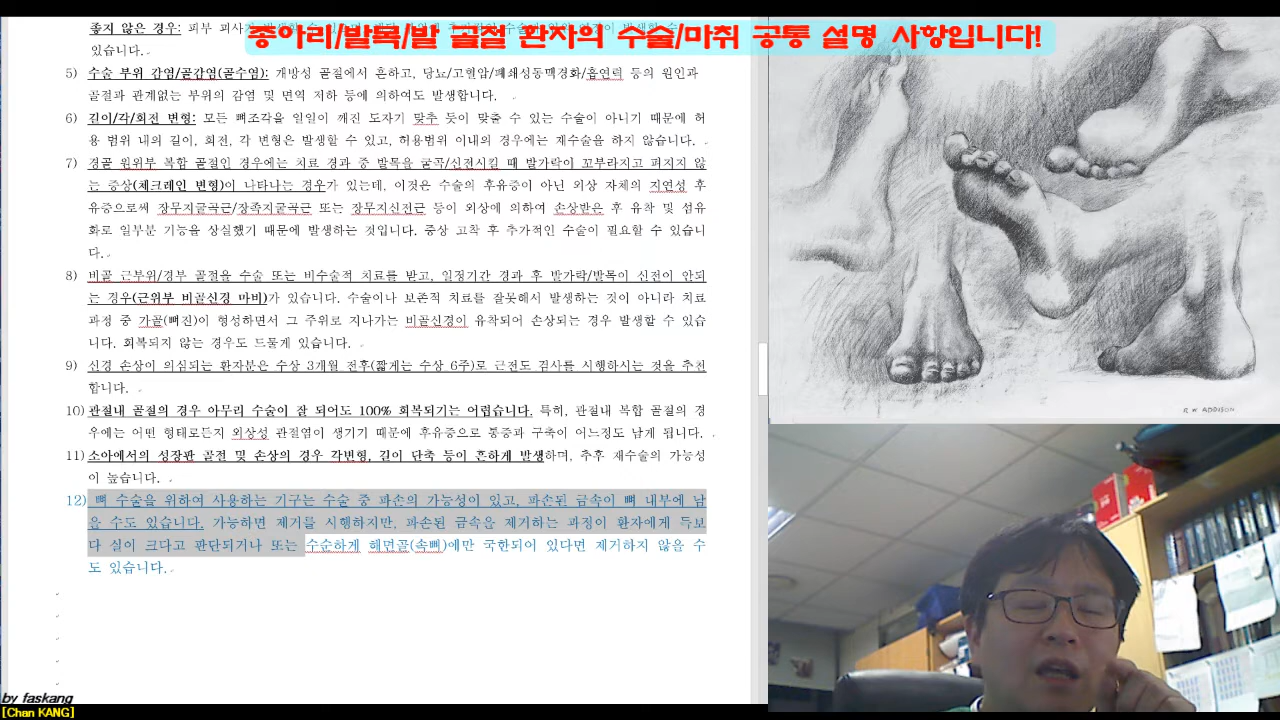 종아리/발목/발 골절 환자의 수술/마취 공통 설명 사항입니다!
좋지 않은 경우: 피부 괴사가
있습니다.
5) 수술 부위 감염/골감염(골수염): 개방성 골절에서 흔하고, 당뇨/고혈압/폐쇄성동맥경화/흡연력 등의 원인과
골절과 관계없는 부위의 감염 및 면역 저하 등에 의하여도 발생합니다.
6) 길이/각/회전 변형: 모든 뼈조각을 일일이 깨진 도자기 맞추 듯이 맞출 수 있는 수술이 아니기 때문에 허
용 범위 내의 길이, 회전, 각 변형은 발생할 수 있고, 허용범위 이내의 경우에는 재수술을 하지 않습니다.
7) 경골 원위부 복합 골절인 경우에는 치료 경과 중 발목을 굴곡/신전시킬 때 발가락이 꼬부라지고 펴지지 않
는 증상(체크레인 변형)이 나타나는 경우가 있는데, 이것은 수술의 후유증이 아닌 외상 자체의 지연성 후
유증으로써 장무지굴곡근/장족지굴곡근 또는 장무지신전근 등이 외상에 의하여 손상받은 후 유착 및 섬유
화로 일부분 기능을 상실했기 때문에 발생하는 것입니다. 증상 고착 후 추가적인 수술이 필요할 수 있습니
다.
8) 비골 근부위/경부 골절을 수술 또는 비수술적 치료를 받고, 일정기간 경과 후 발가락/발목이 신전이 안되
는 경우(근위부 비골신경 마비)가 있습니다. 수술이나 보존적 치료를 잘못해서 발생하는 것이 아니라 치료
과정 중 가골(뼈진)이 형성하면서 그 주위로 지나가는 비골신경이 유착되어 손상되는 경우 발생할 수 있습
니다. 회복되지 않는 경우도 드물게 있습니다.
9) 신경 손상이 의심되는 환자분은 수상 3개월 전후(짧게는 수상 6주)로 근전도 검사를 시행하시는 것을 추천
합니다.
10) 관절내 골절의 경우 아무리 수술이 잘 되어도 100% 회복되기는 어렵습니다. 특히, 관절내 복합 골절의 경
우에는 어떤 형태로든지 외상성 관절염이 생기기 때문에 후유증으로 통증과 구축이 어느정도 남게 됩니다.
11) 소아에서의 성장판 골절 및 손상의 경우 각변형, 길이 단축 등이 흔하게 발생하며, 추후 재수술의 가능성
이 높습니다.
12) 뼈 수술을 위하여 사용하는 기구는 수술 중 파손의 가능성이 있고, 파손된 금속이 뼈 내부에 남
을 수도 있습니다. 가능하면 제거를 시행하지만, 파손된 금속을 제거하는 과정이 환자에게 득보
다 실이 크다고 판단되거나 또는 수순하게 해면골(속뼈)에만 국한되어 있다면 제거하지 않을 수
도 있습니다.
R W ADDISON
by faskang
[Chan KANG]